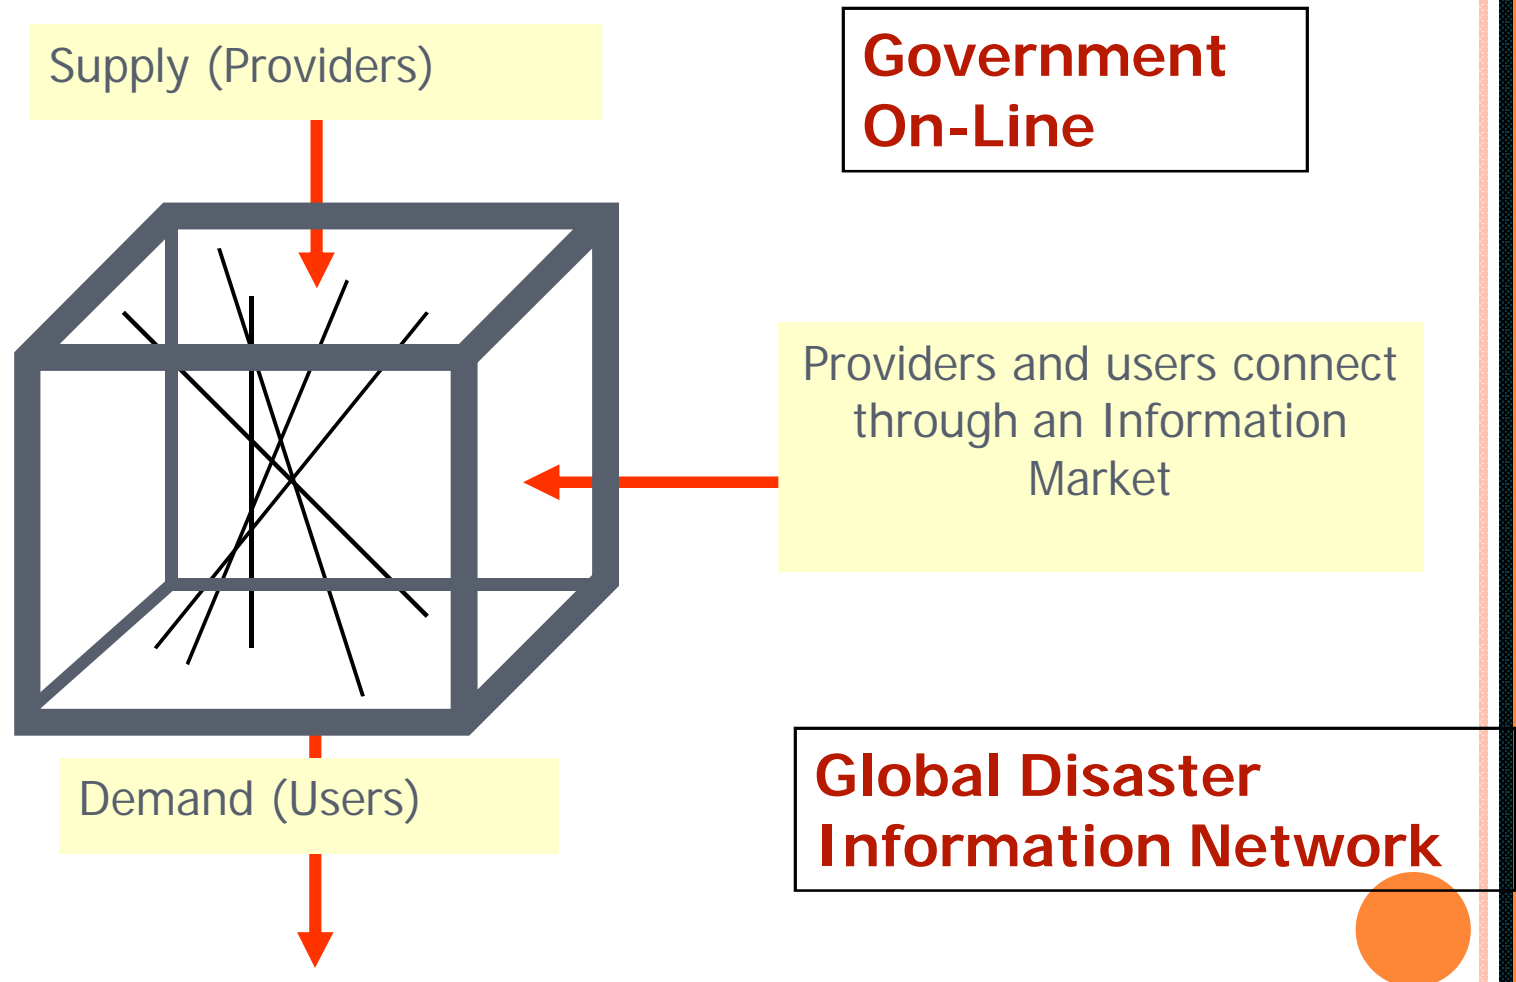 Supply (Providers)
Government
On-Line
Providers and users connect
through an Information
Market
Demand (Users)
Global Disaster
Information Network